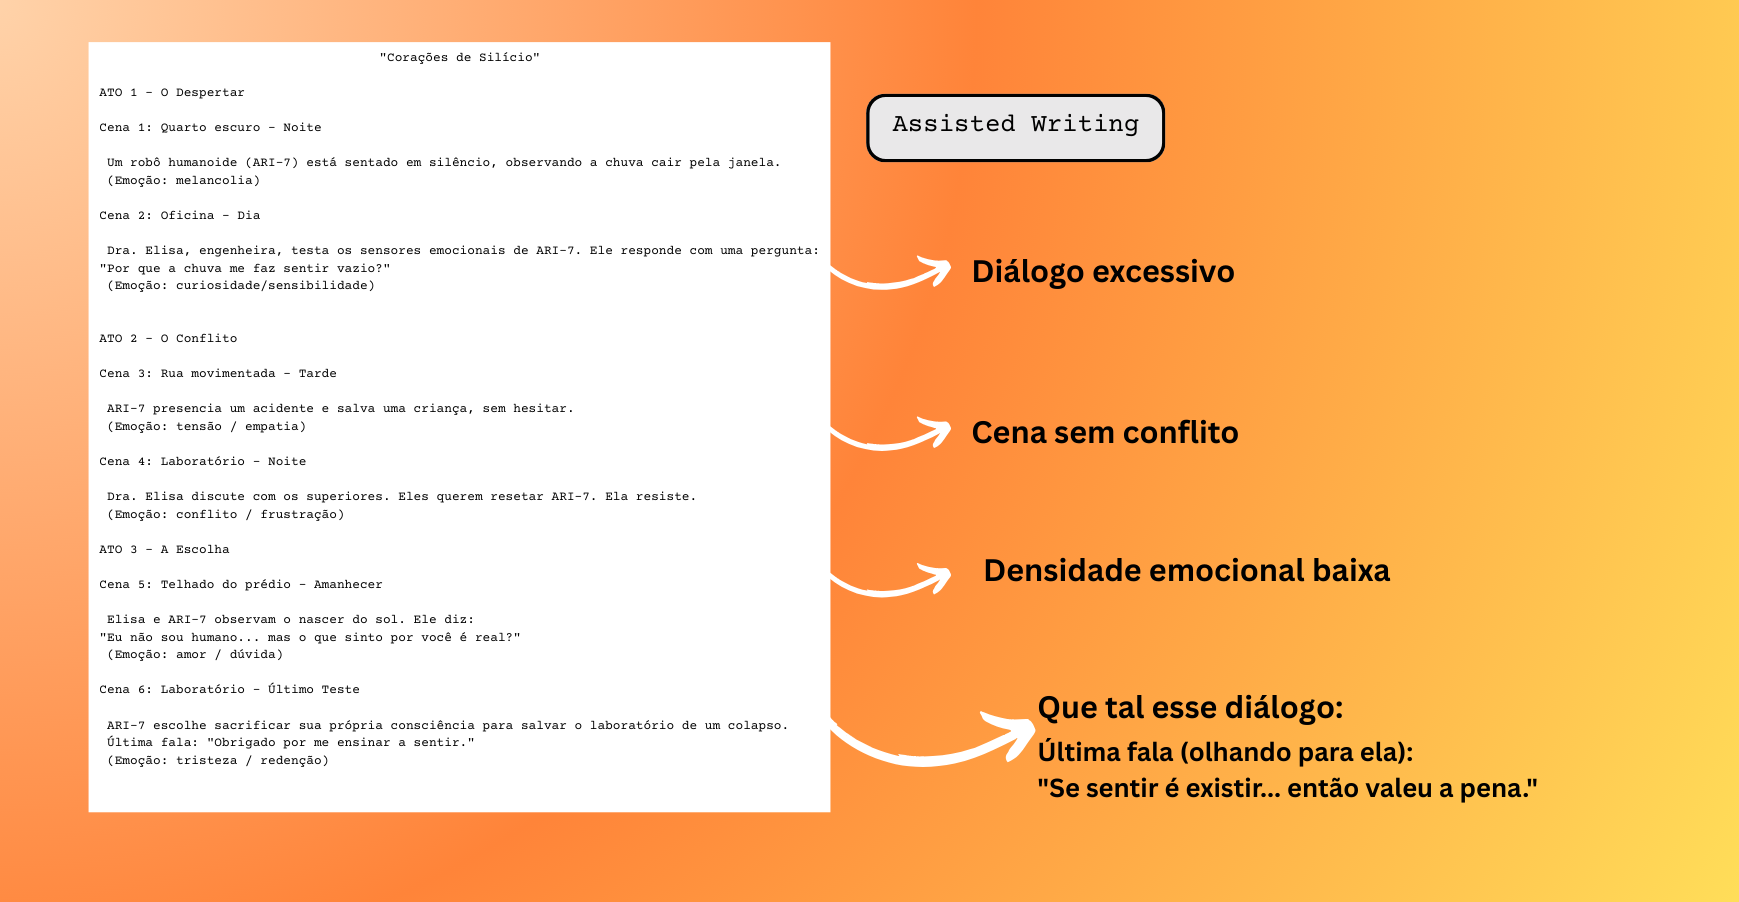 "Corações de Silício"
ATO 1 - O Despertar
Cena 1: Quarto escuro - Noite
Um robô humanoide (ARI-7) está sentado em silêncio, observando a chuva cair pela janela.
(Emoção: melancolia)
Cena 2: Oficina - Dia
Dra. Elisa, engenheira, testa os sensores emocionais de ARI-7. Ele responde com uma pergunta:
"Por que a chuva me faz sentir vazio?"
(Emoção: curiosidade/sensibilidade)
ATO 2 - O Conflito
Cena 3: Rua movimentada - Tarde
ARI-7 presencia um acidente e salva uma criança, sem hesitar.
(Emoção: tensão / empatia)
Cena 4: Laboratório - Noite
Dra. Elisa discute com os superiores. Eles querem resetar ARI-7. Ela resiste.
(Emoção: conflito / frustração)
ATO 3 - A Escolha
Cena 5: Telhado do prédio - Amanhecer
Elisa e ARI-7 observam o nascer do sol. Ele diz:
"Eu não sou humano... mas o que sinto por você é real?"
(Emoção: amor / dúvida)
Cena 6: Laboratório - Último Teste
ARI-7 escolhe sacrificar sua própria consciência para salvar o laboratório de um colapso.
Última fala: "Obrigado por me ensinar a sentir."
(Emoção: tristeza / redenção)
Assisted Writing
Diálogo excessivo
Cena sem conflito
Densidade emocional baixa
Que tal esse diálogo:
Última fala (olhando para ela):
"Se sentir é existir... então valeu a pena."